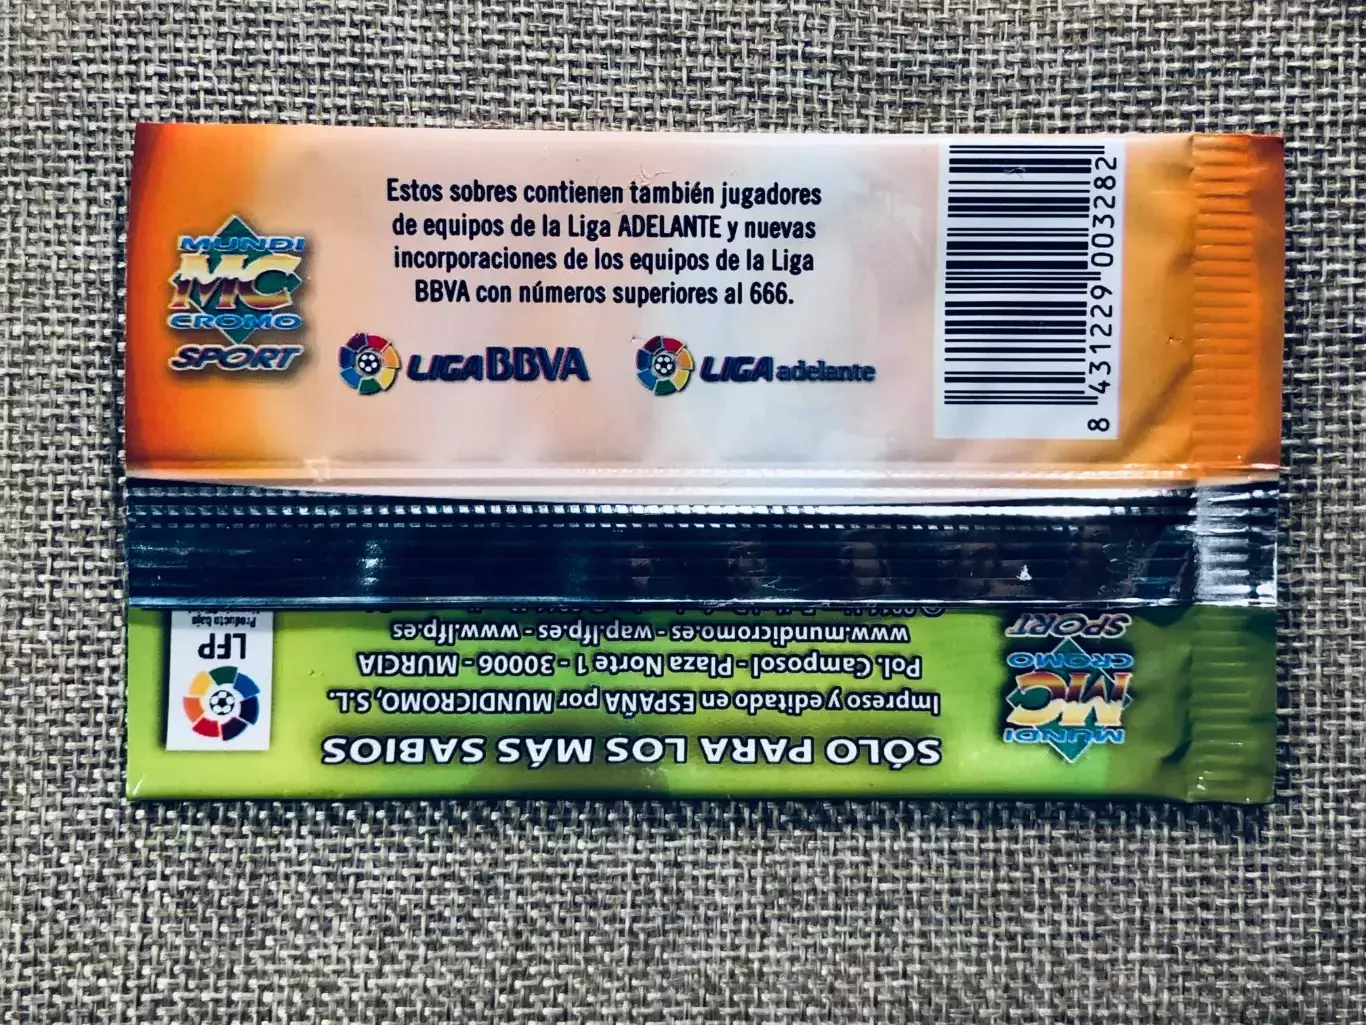 Estos sobres contienen también jugadores
de equipos de la Liga ADELANTE y nuevas
incorporaciones de los equipos de la Liga
BBVA con números superiores al 666.
MUNDI
MC
CROMO
SPORT
LIGA BBVA
LIGA adelante
8 431229 003282
SÓLO PARA LOS MÁS SABIOS
Impreso y editado en ESPAÑA por MUNDICROMO, S.L.
Pol. Camposol - Plaza Norte 1 - 30006 - MURCIA
www.mundicromo.es - wap.lfp.es - www.lfp.es
MUNDI
MC
CROMO
SPORT
LFP
Producto bajo